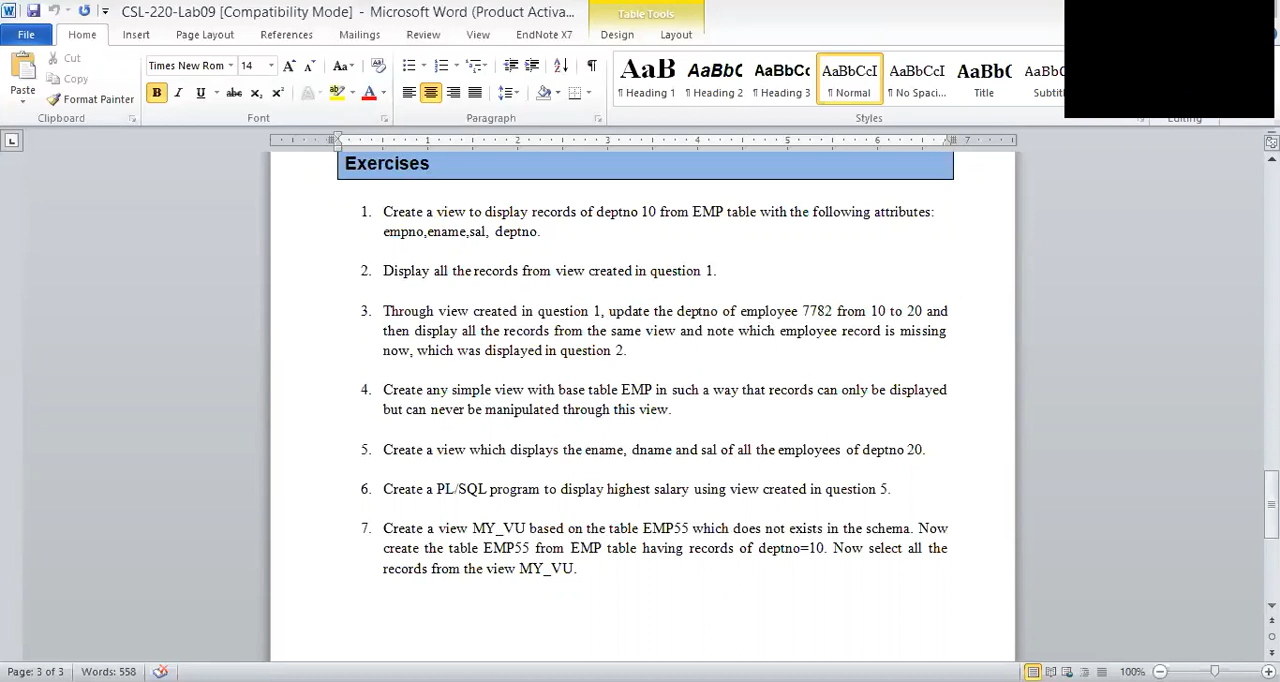 CSL-220-Lab09 [Compatibility Mode] - Microsoft Word (Product Activa...
Table Tools
File Home Insert Page Layout References Mailings Review View EndNote X7 Design Layout
Paste
Cut
Copy
Format Painter
Clipboard
Times New Rom 14
Font
Paragraph
AaB AaBbC AaBbCc AaBbCcI AaBbCcI AaBbC AaBbC
¶ Heading 1 ¶ Heading 2 ¶ Heading 3 ¶ Normal ¶ No Spaci... Title Subtitl
Styles
Editing
1 2 3 4 5 6 7
Exercises
1. Create a view to display records of deptno 10 from EMP table with the following attributes:
empno,ename,sal, deptno.
2. Display all the records from view created in question 1.
3. Through view created in question 1, update the deptno of employee 7782 from 10 to 20 and
then display all the records from the same view and note which employee record is missing
now, which was displayed in question 2.
4. Create any simple view with base table EMP in such a way that records can only be displayed
but can never be manipulated through this view.
5. Create a view which displays the ename, dname and sal of all the employees of deptno 20.
6. Create a PL/SQL program to display highest salary using view created in question 5.
7. Create a view MY_VU based on the table EMP55 which does not exists in the schema. Now
create the table EMP55 from EMP table having records of deptno=10. Now select all the
records from the view MY_VU.
Page: 3 of 3 Words: 558 100%